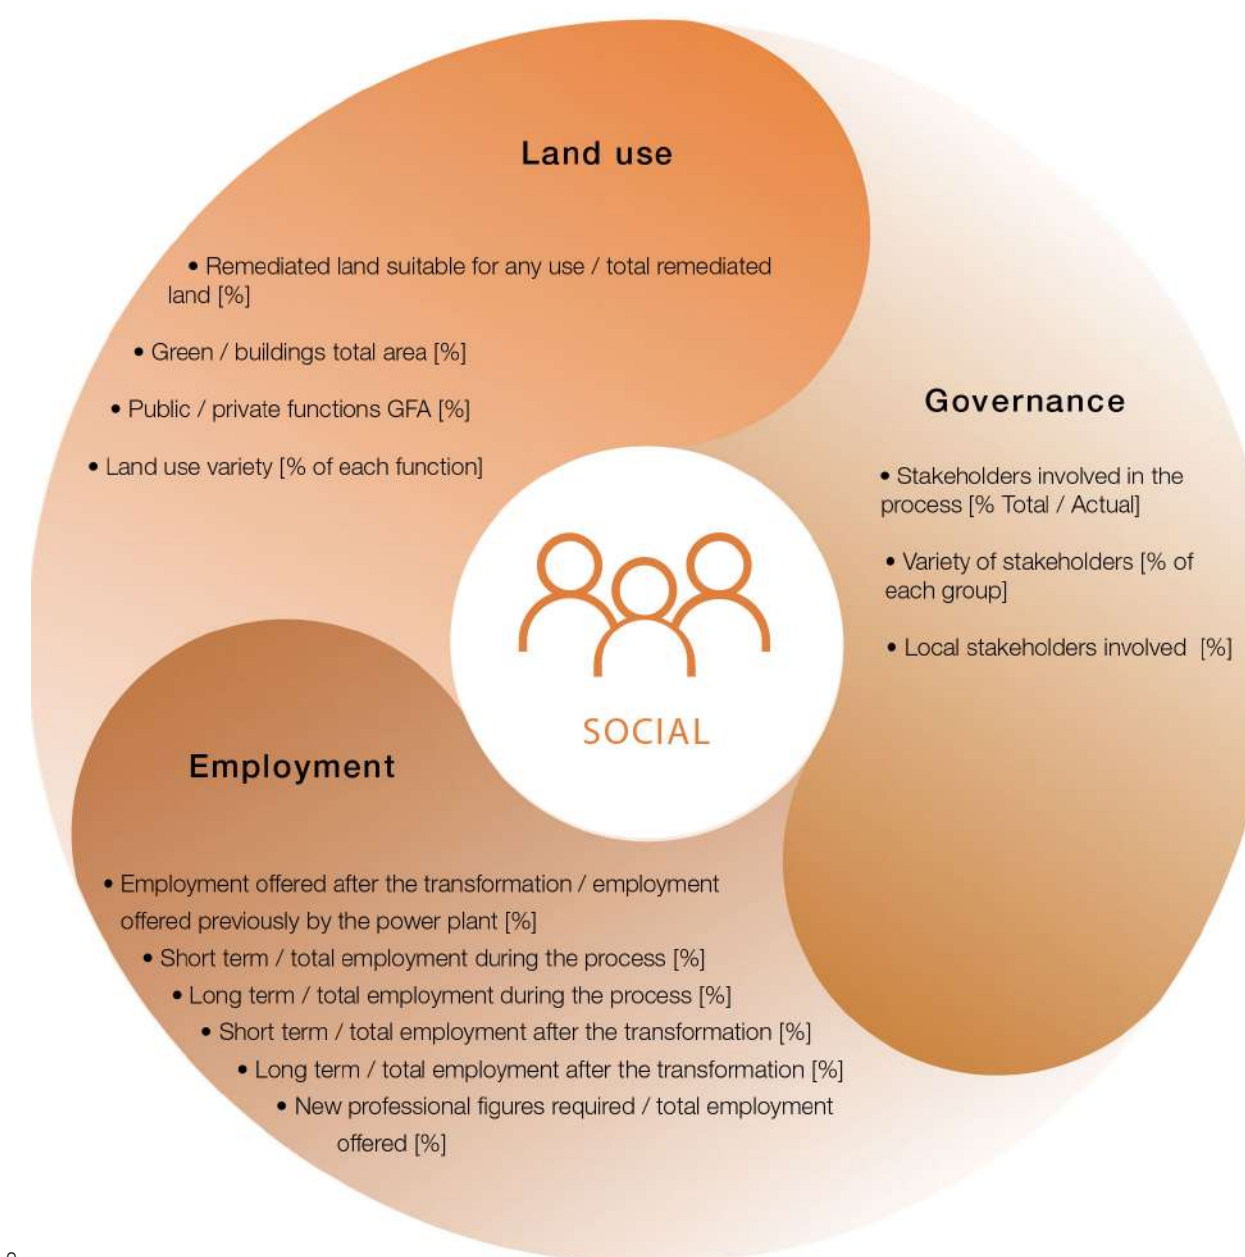 Land use
• Remediated land suitable for any use / total remediated
land [%]
• Green / buildings total area [%]
• Public / private functions GFA [%]
• Land use variety [% of each function]
Governance
• Stakeholders involved in the
process [% Total / Actual]
• Variety of stakeholders [% of
each group]
• Local stakeholders involved [%]
SOCIAL
Employment
• Employment offered after the transformation / employment
offered previously by the power plant [%]
• Short term / total employment during the process [%]
• Long term / total employment during the process [%]
• Short term / total employment after the transformation [%]
• Long term / total employment after the transformation [%]
• New professional figures required / total employment
offered [%]